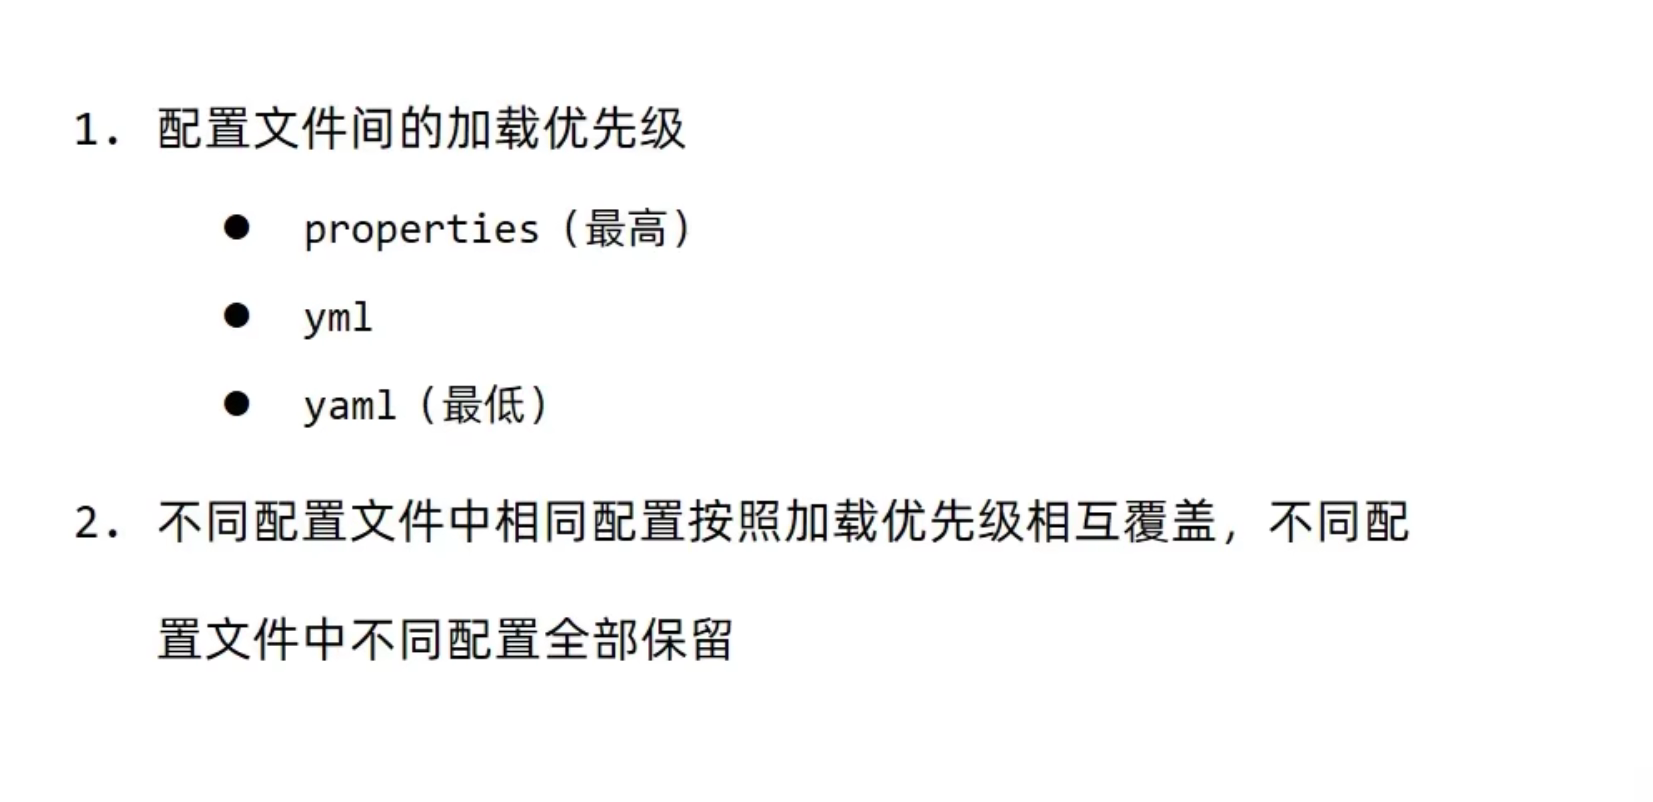 1. 配置文件间的加载优先级
● properties（最高）
● yml
● yaml（最低）
2. 不同配置文件中相同配置按照加载优先级相互覆盖，不同配
置文件中不同配置全部保留